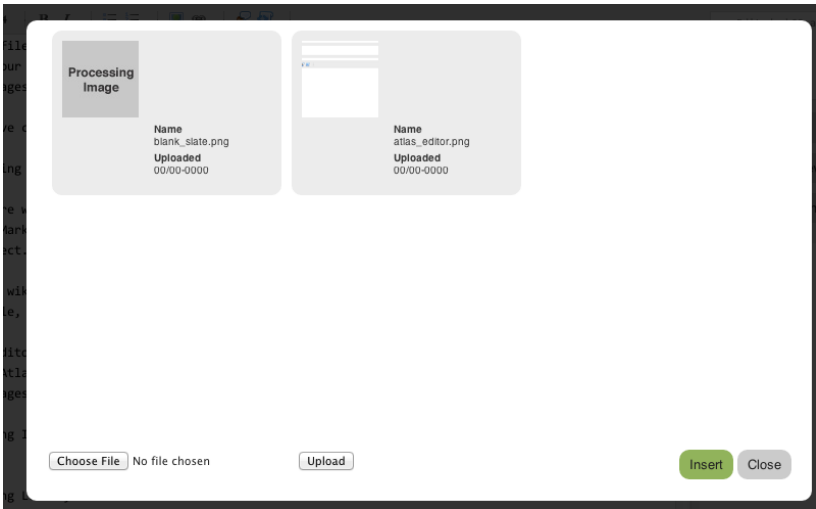 Processing
Image
Name
blank_slate.png
Uploaded
00/00-0000
Name
atlas_editor.png
Uploaded
00/00-0000
Choose File No file chosen
Upload
Insert
Close